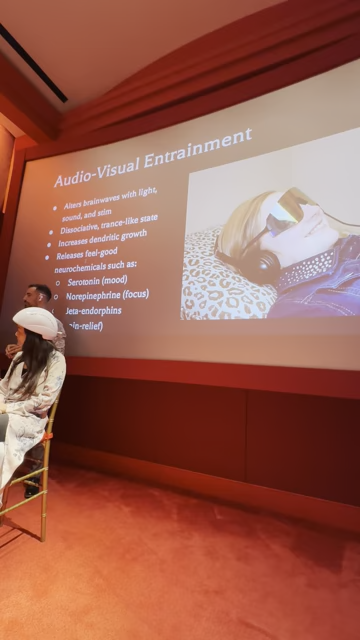 Audio-Visual Entrainment
• Alters brainwaves with light,
sound, and stim
• Dissociative, trance-like state
• Increases dendritic growth
• Releases feel-good
neurochemicals such as:
○ Serotonin (mood)
○ Norepinephrine (focus)
eta-endorphins
in-relief)